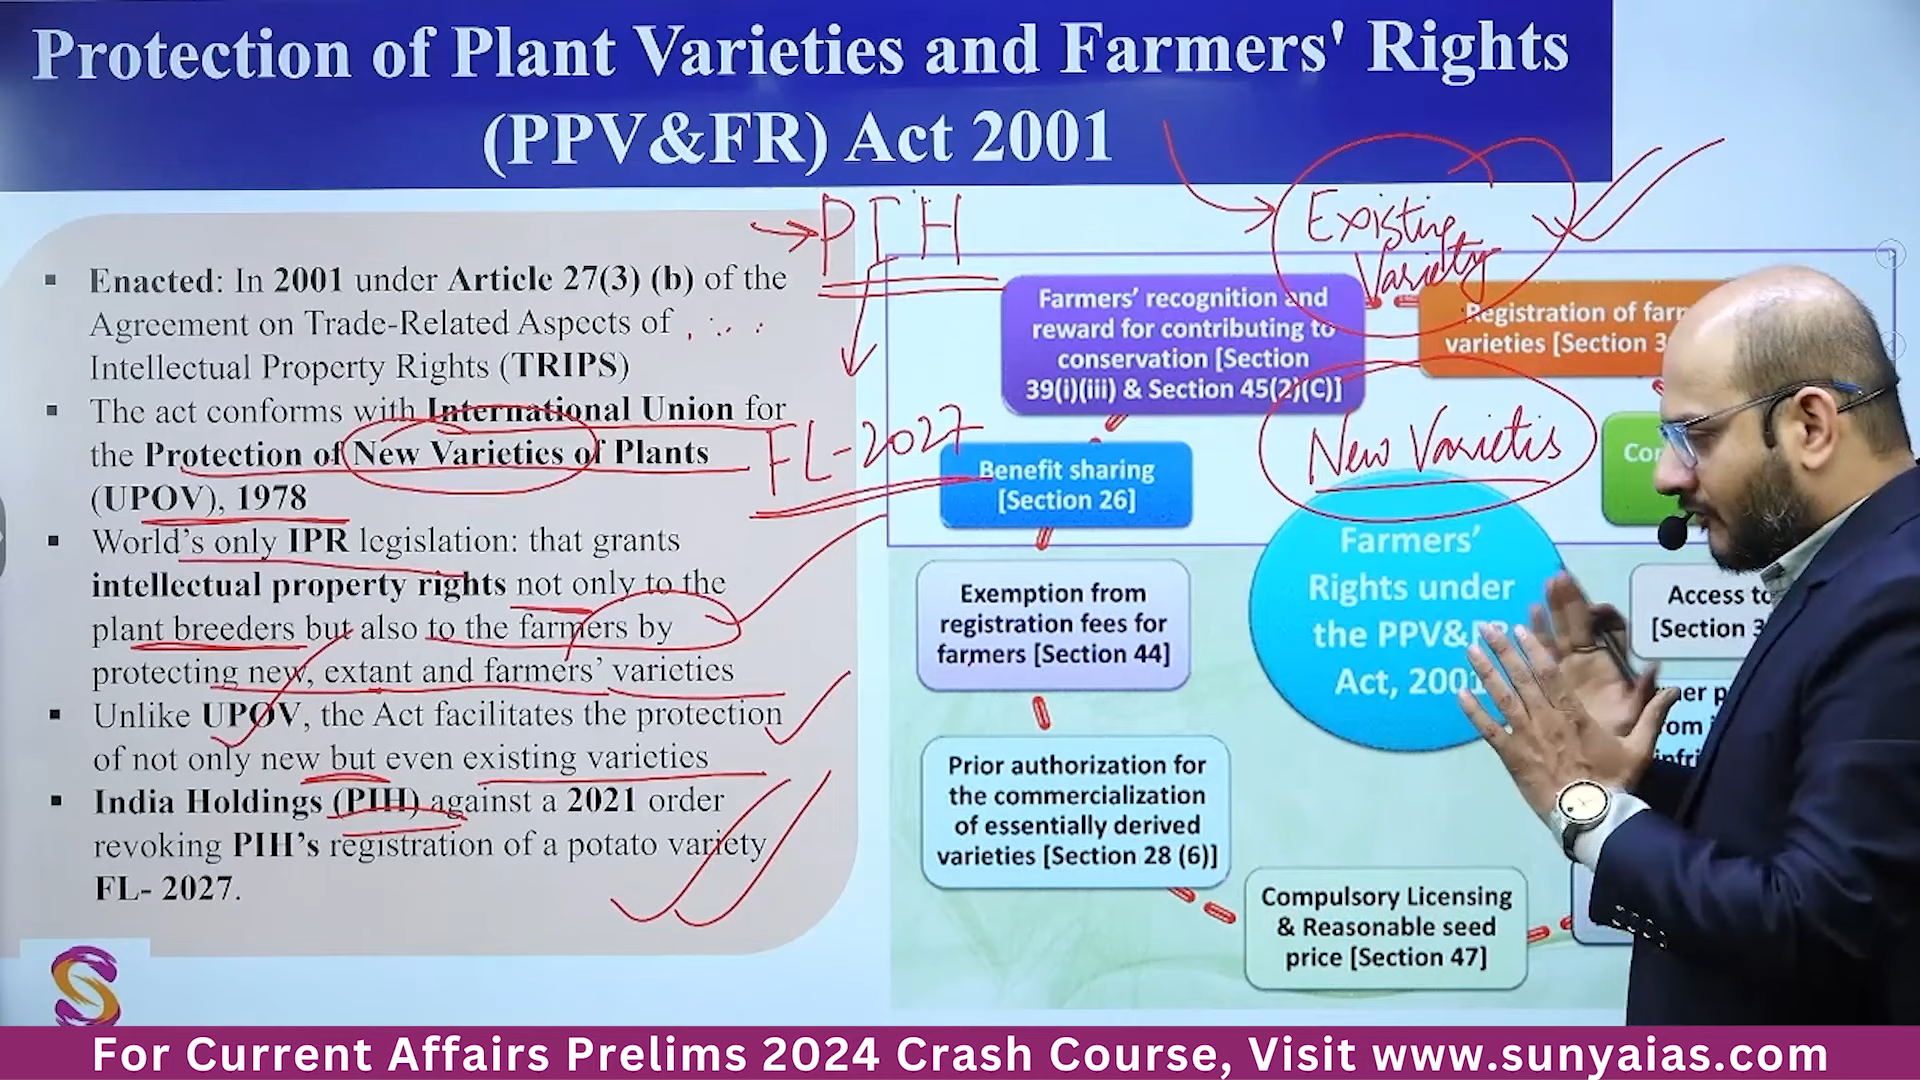 Protection of Plant Varieties and Farmers' Rights
(PPV&FR) Act 2001
PIH
Existing
Variety
▪ Enacted: In 2001 under Article 27(3) (b) of the
Agreement on Trade-Related Aspects of
Intellectual Property Rights (TRIPS)
▪ The act conforms with International Union for
the Protection of New Varieties of Plants
(UPOV), 1978
▪ World's only IPR legislation: that grants
intellectual property rights not only to the
plant breeders but also to the farmers by
protecting new, extant and farmers' varieties
▪ Unlike UPOV, the Act facilitates the protection
of not only new but even existing varieties
▪ India Holdings (PIH) against a 2021 order
revoking PIH's registration of a potato variety
FL- 2027.
FL-2027
New Varietis
Farmers' recognition and
reward for contributing to
conservation [Section
39(i)(iii) & Section 45(2)(C)]
Registration of
varieties [Section
Benefit sharing
[Section 26]
Exemption from
registration fees for
farmers [Section 44]
Farmers'
Rights under
the
Act, 2001
Access
[Section
Prior authorization for
the commercialization
of essentially derived
varieties [Section 28 (6)]
Compulsory Licensing
& Reasonable seed
price [Section 47]
For Current Affairs Prelims 2024 Crash Course, Visit www.sunyaias.com